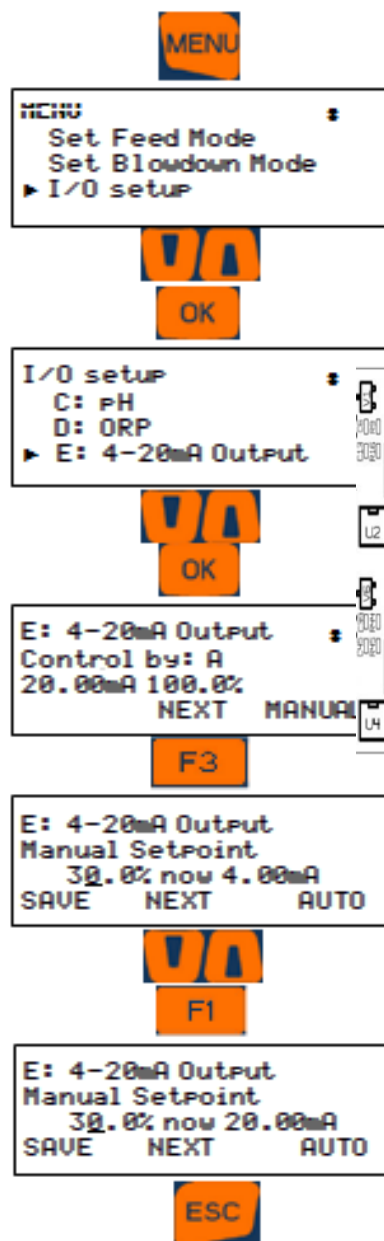 MENU
MENU
Set Feed Mode
Set Blowdown Mode
I/O setup
OK
I/O setup
C: pH
D: ORP
E: 4-20mA Output
U2
OK
E: 4-20mA Output
Control by: A
20.00mA 100.0%
NEXT MANUAL
U4
F3
E: 4-20mA Output
Manual Setpoint
30.0% now 4.00mA
SAVE NEXT AUTO
F1
E: 4-20mA Output
Manual Setpoint
30.0% now 20.00mA
SAVE NEXT AUTO
ESC